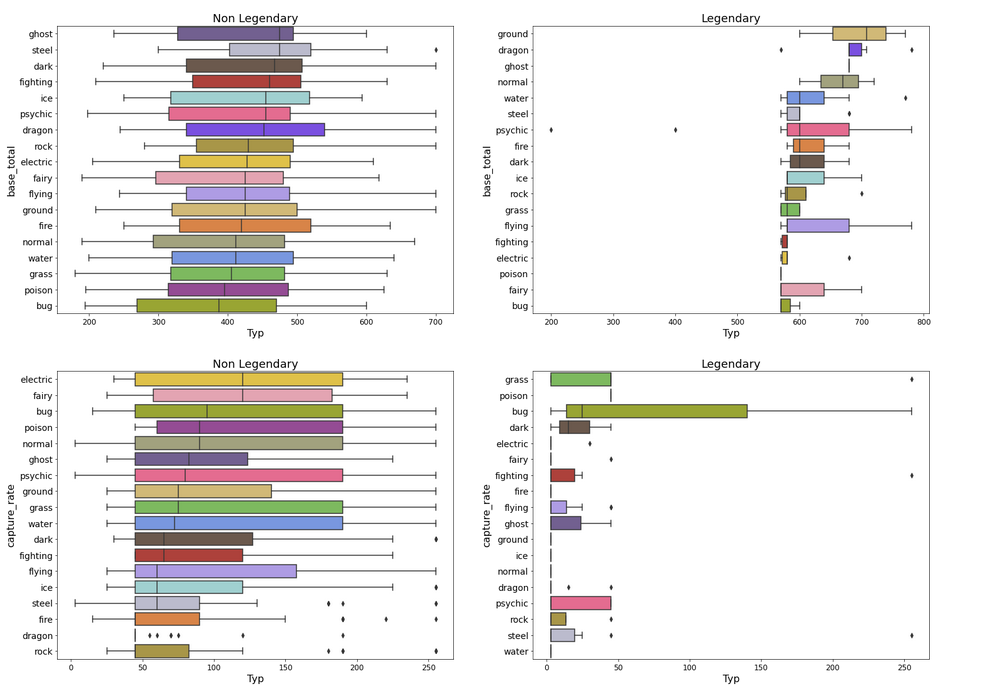 Non Legendary
base_total
ghost
steel
dark
fighting
ice
psychic
dragon
rock
electric
fairy
flying
ground
fire
normal
water
grass
poison
bug
200 300 400 500 600 700
Typ
Legendary
base_total
ground
dragon
ghost
normal
water
steel
psychic
fire
dark
ice
rock
grass
flying
fighting
electric
poison
fairy
bug
200 300 400 500 600 700 800
Typ
Non Legendary
capture_rate
electric
fairy
bug
poison
normal
ghost
psychic
ground
grass
water
dark
fighting
flying
ice
steel
fire
dragon
rock
0 50 100 150 200 250
Typ
Legendary
capture_rate
grass
poison
bug
dark
electric
fairy
fighting
fire
flying
ghost
ground
ice
normal
dragon
psychic
rock
steel
water
0 50 100 150 200 250
Typ